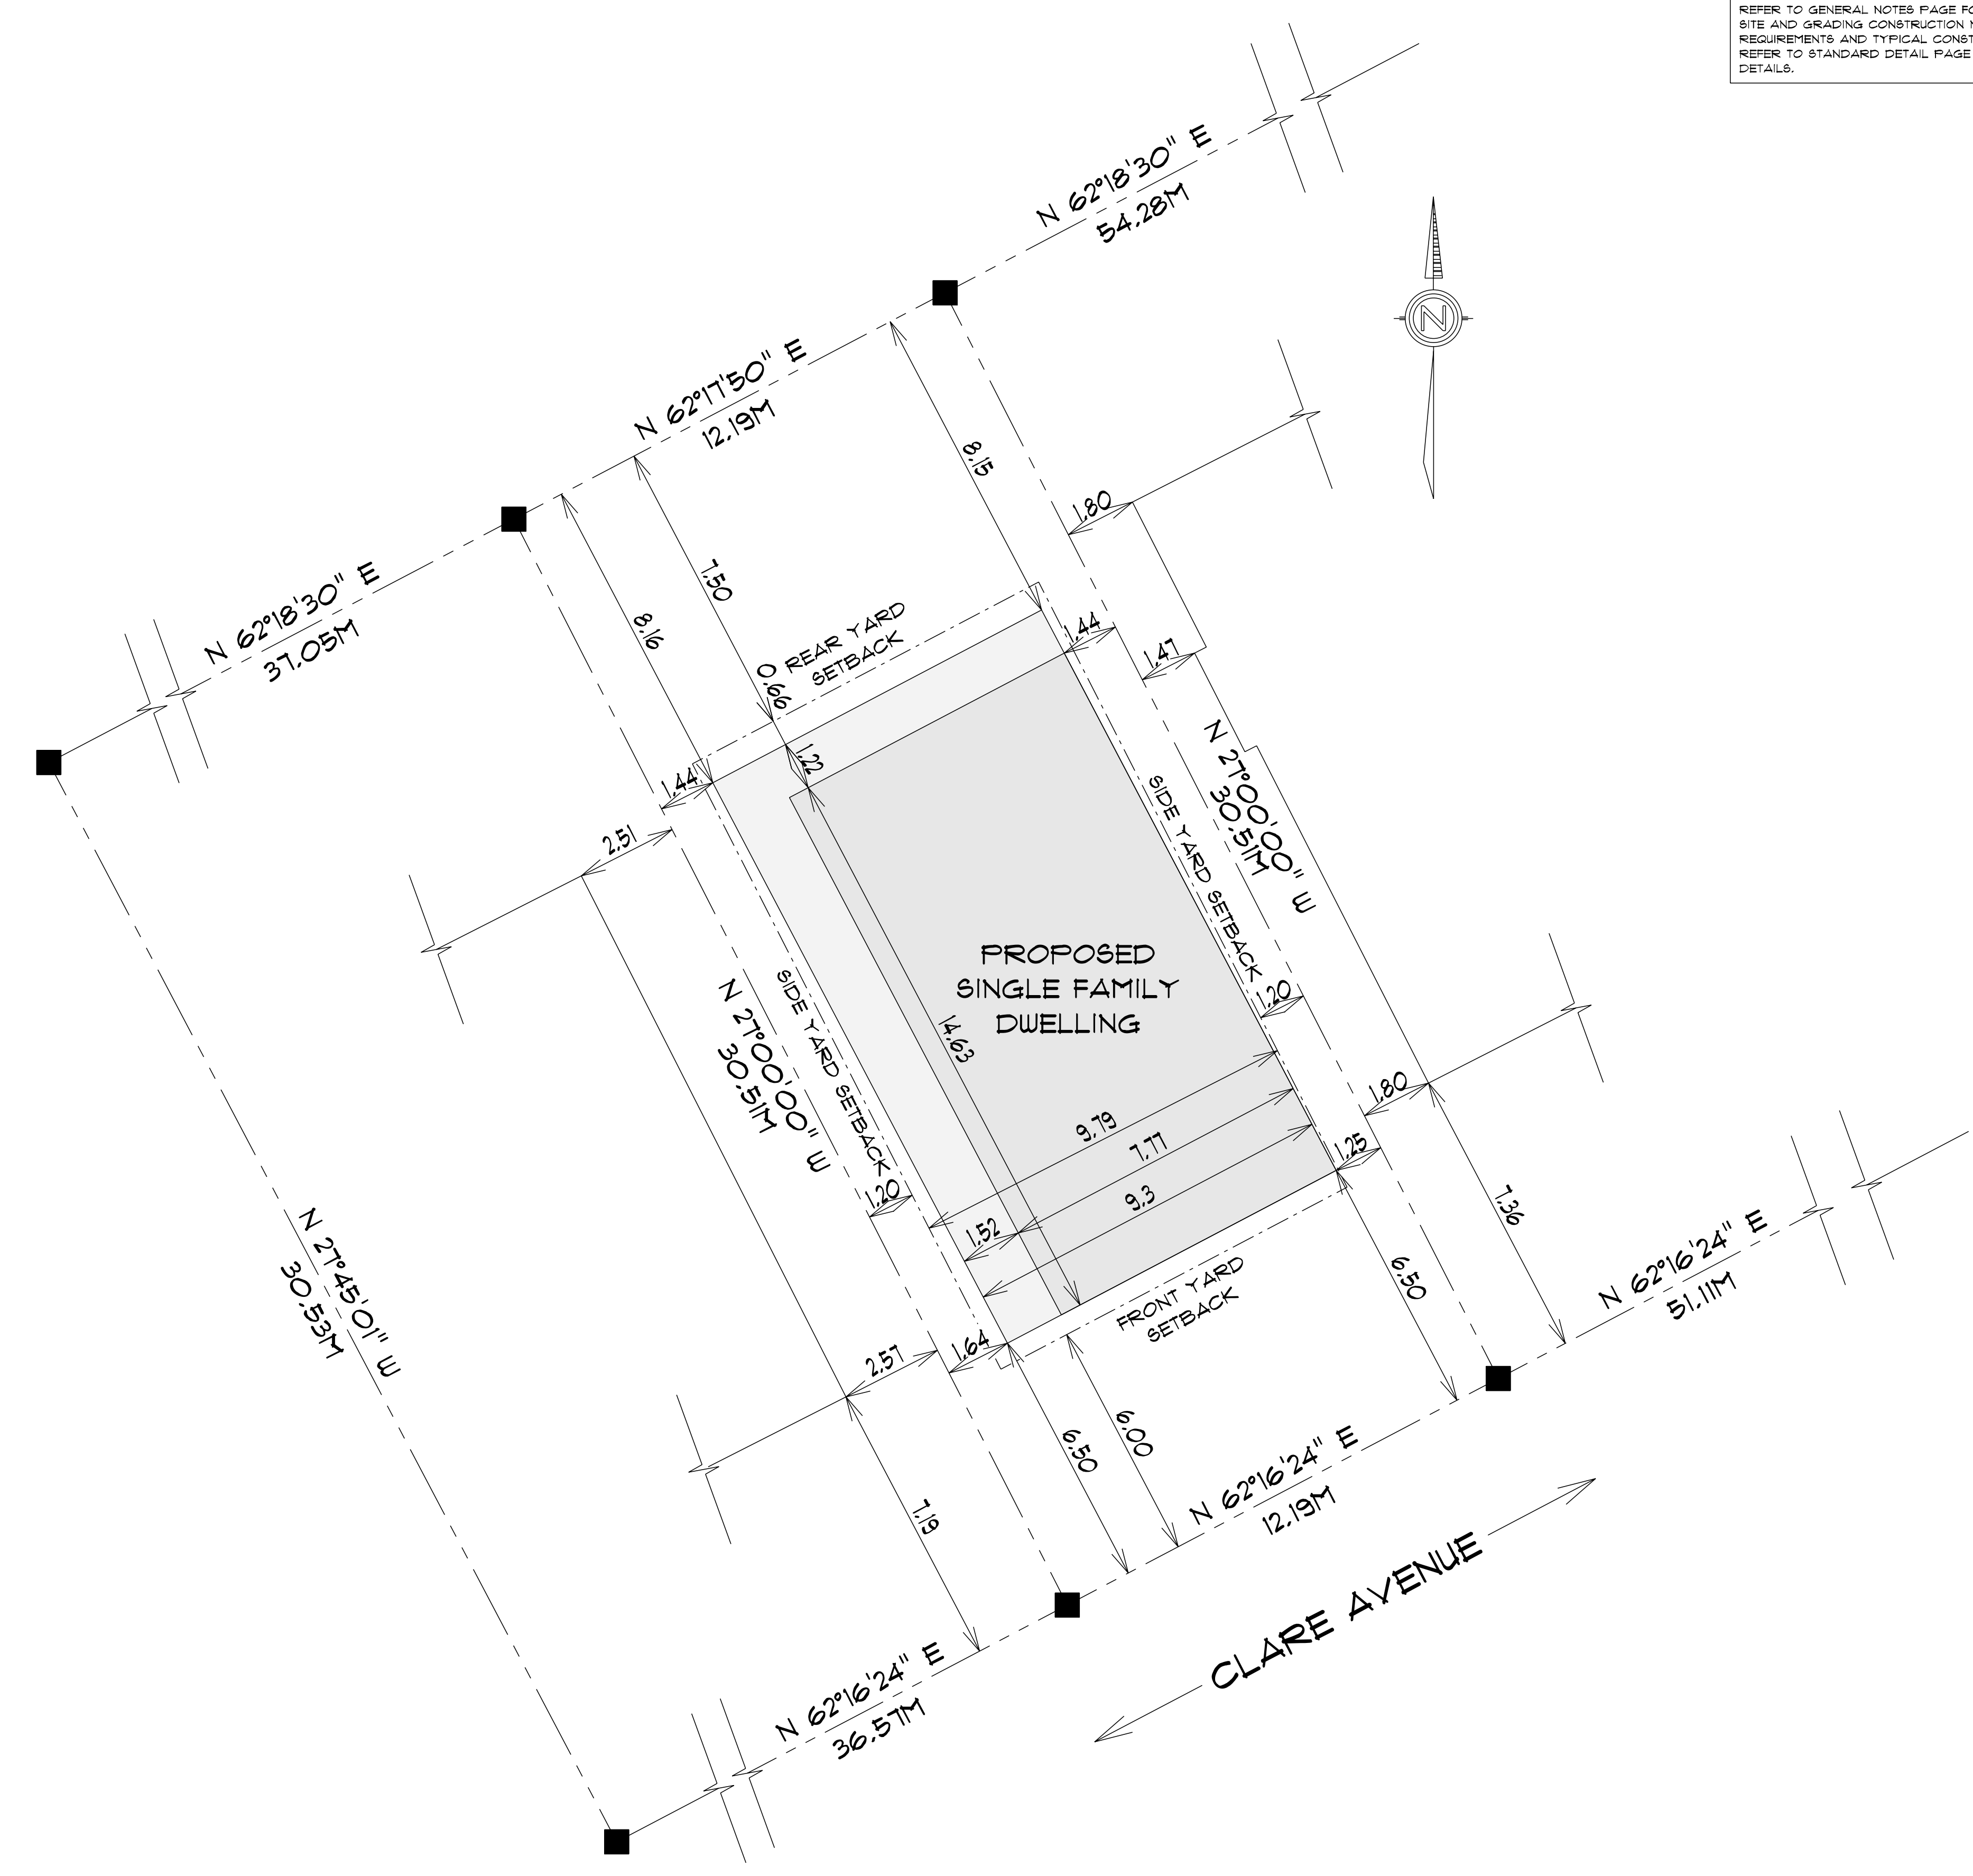 REFER TO GENERAL NOTES PAGE
SITE AND GRADING CONSTRUCTION
REQUIREMENTS AND TYPICAL
REFER TO STANDARD DETAIL PAGE
DETAILS.
N 62°18'30" E
54.28M
N
N 62°17'50" E
12.19M
8.15
1.80
N 62°18'30" E
37.05M
8.16
7.50
REAR YARD
SETBACK
0.66
1.44
1.47
1.22
1.44
2.51
N 27°00'00" W
30.51M
SIDE YARD SETBACK
PROPOSED
SINGLE FAMILY
DWELLING
14.63
1.20
N 27°00'00" W
30.51M
SIDE YARD SETBACK
1.20
9.79
7.77
9.3
1.52
1.80
1.25
7.36
N 27°45'01" W
30.53M
N 62°16'24" E
51.11M
6.50
FRONT YARD
SETBACK
2.57
1.64
6.50
6.00
7.19
N 62°16'24" E
12.19M
CLARE AVENUE
N 62°16'24" E
36.57M